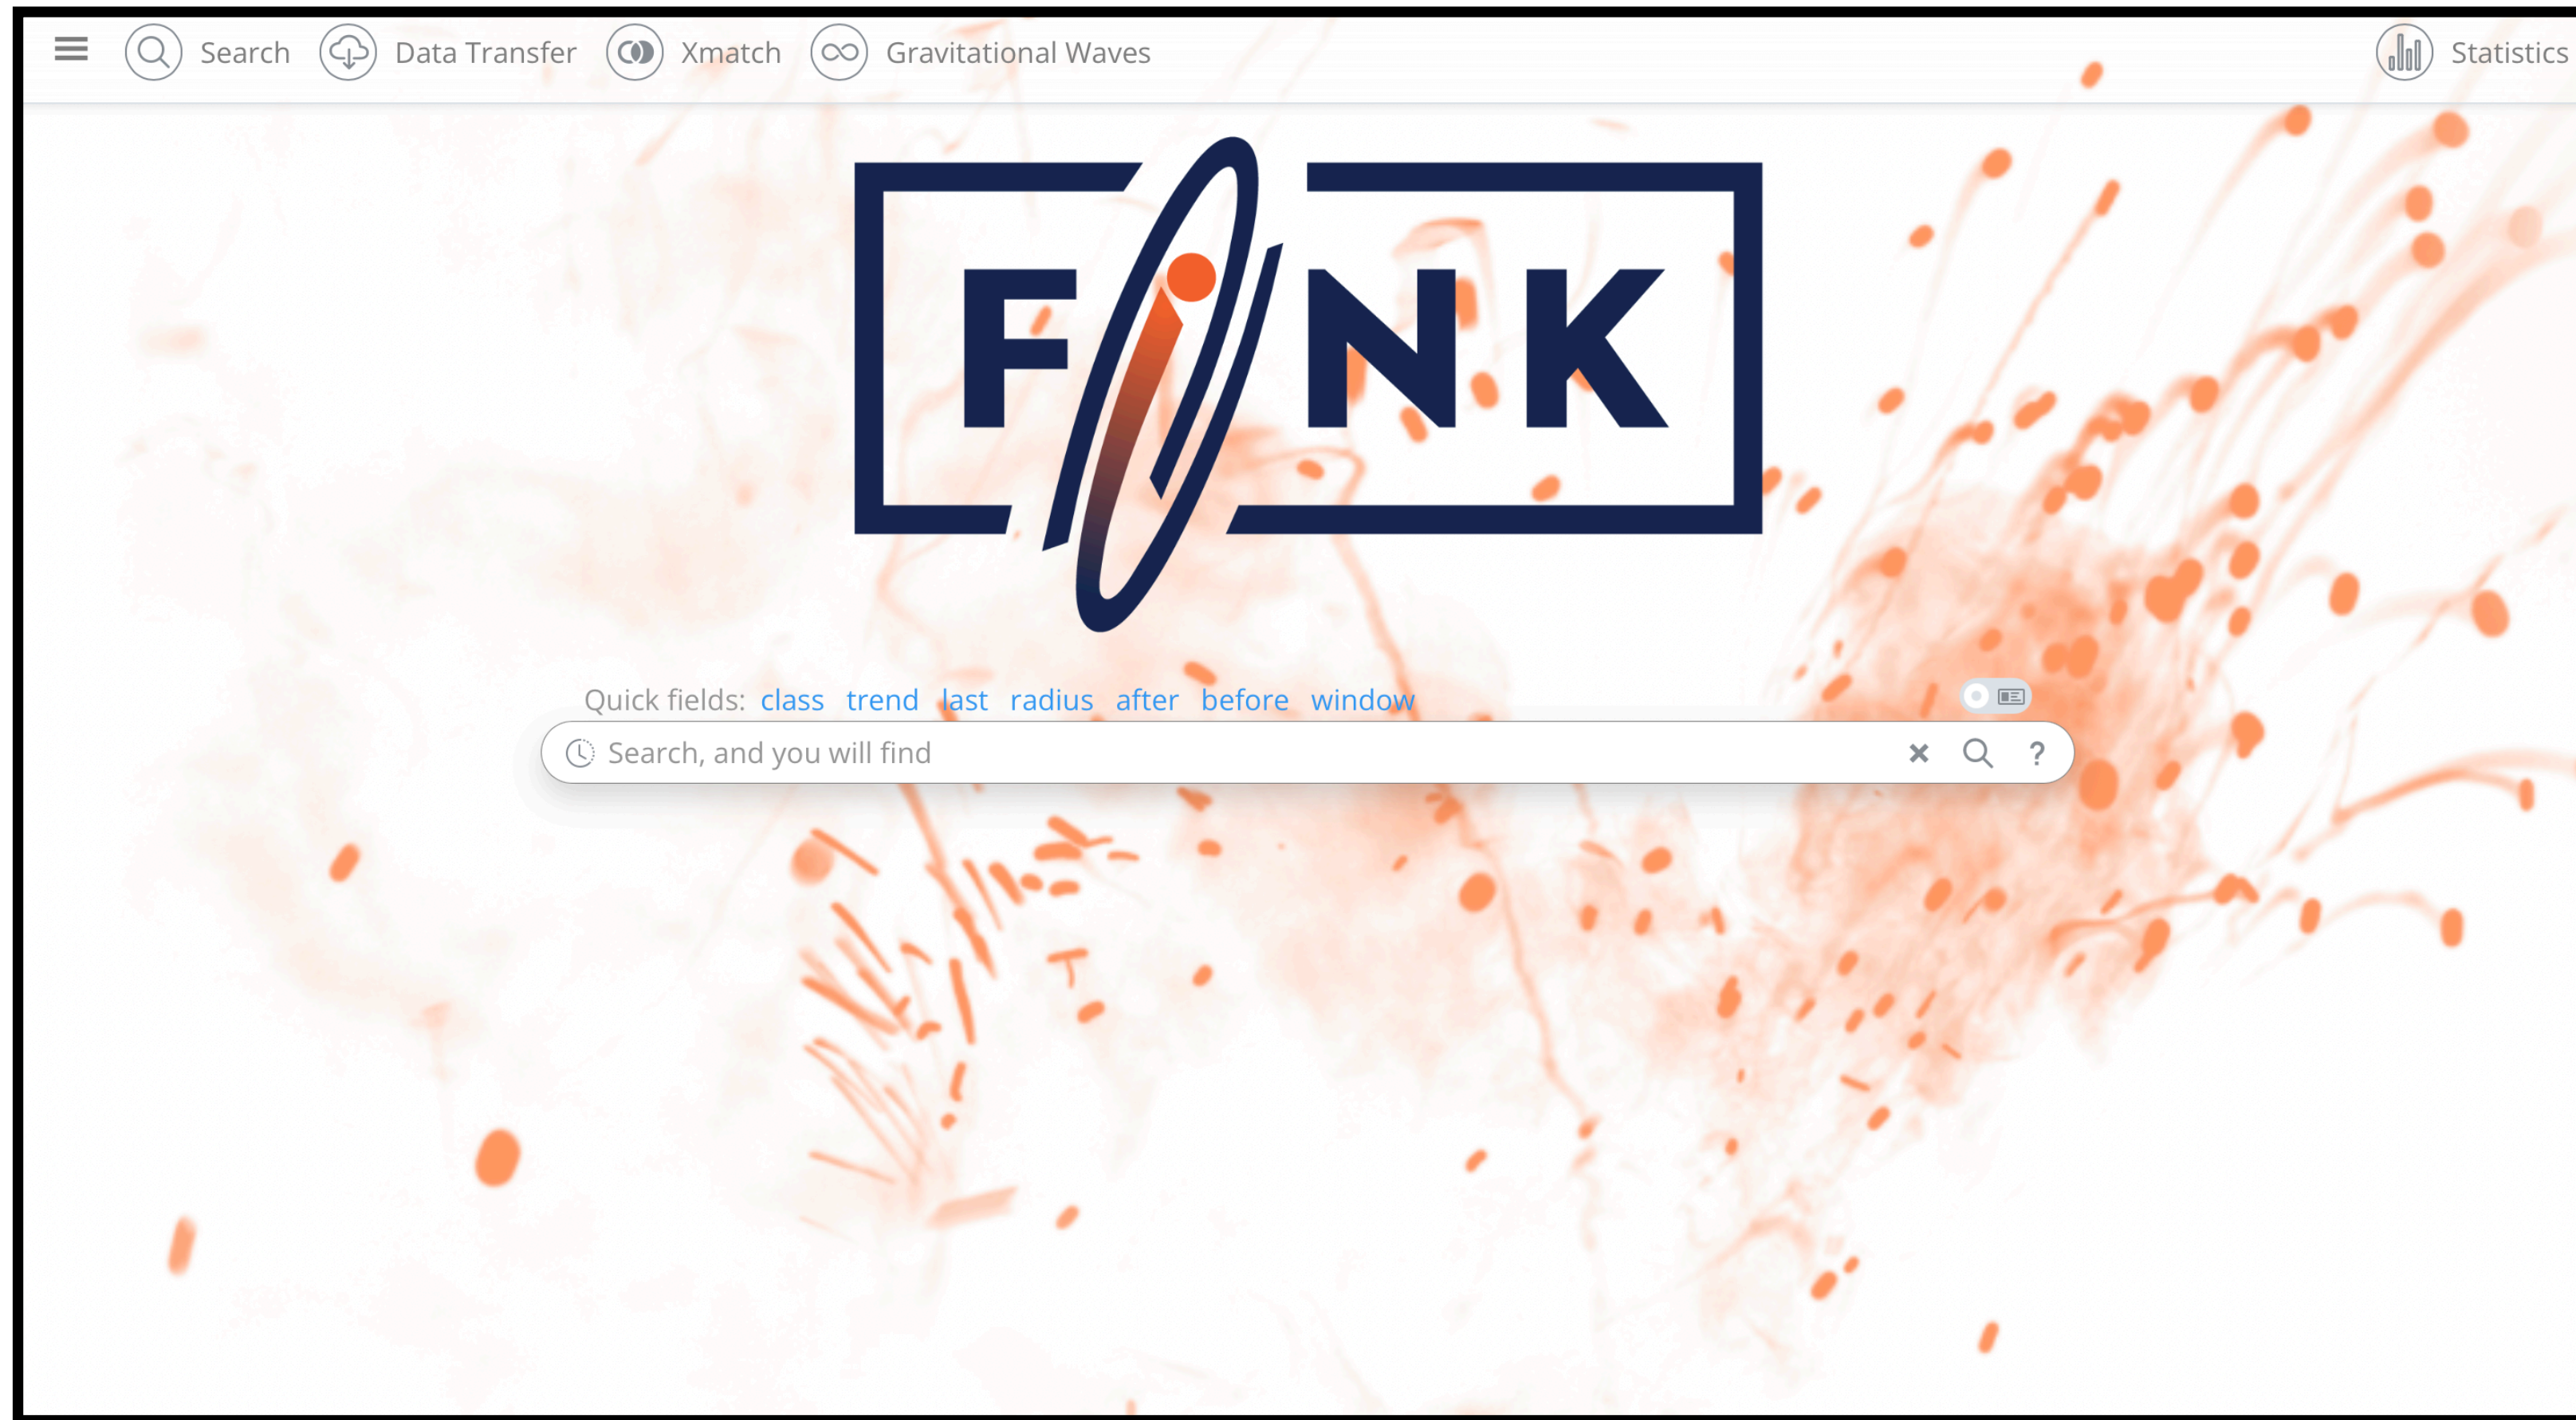 Search Data Transfer Xmatch Gravitational Waves Statistics
FiNK
Quick fields: class trend last radius after before window
Search, and you will find
?